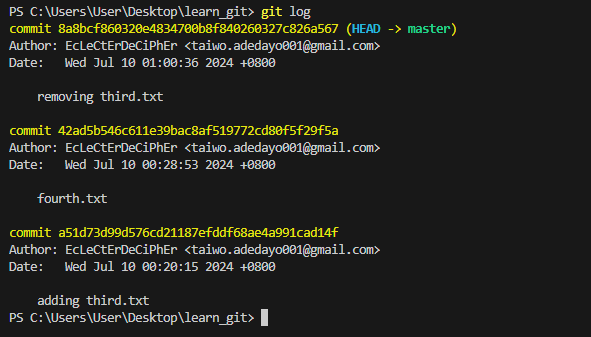 PS C:\Users\User\Desktop\learn_git> git log
commit 8a8bcf860320e4834700b8f840260327c826a567 (HEAD -> master)
Author: EcLeCtErDeCiPhEr <taiwo.adedayo001@gmail.com>
Date:   Wed Jul 10 01:00:36 2024 +0800
    removing third.txt
commit 42ad5b546c611e39bac8af519772cd80f5f29f5a
Author: EcLeCtErDeCiPhEr <taiwo.adedayo001@gmail.com>
Date:   Wed Jul 10 00:28:53 2024 +0800
    fourth.txt
commit a51d73d99d576cd21187efddf68ae4a991cad14f
Author: EcLeCtErDeCiPhEr <taiwo.adedayo001@gmail.com>
Date:   Wed Jul 10 00:20:15 2024 +0800
    adding third.txt
PS C:\Users\User\Desktop\learn_git>